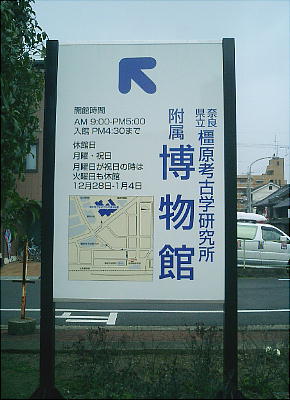 奈良
県立
橿原考古学研究所
附属
博物館
開館時間
AM 9:00-PM5:00
入館 PM4:30まで
休館日
月曜・祝日
月曜日が祝日の時は
火曜日も休館
12月28日-1月4日